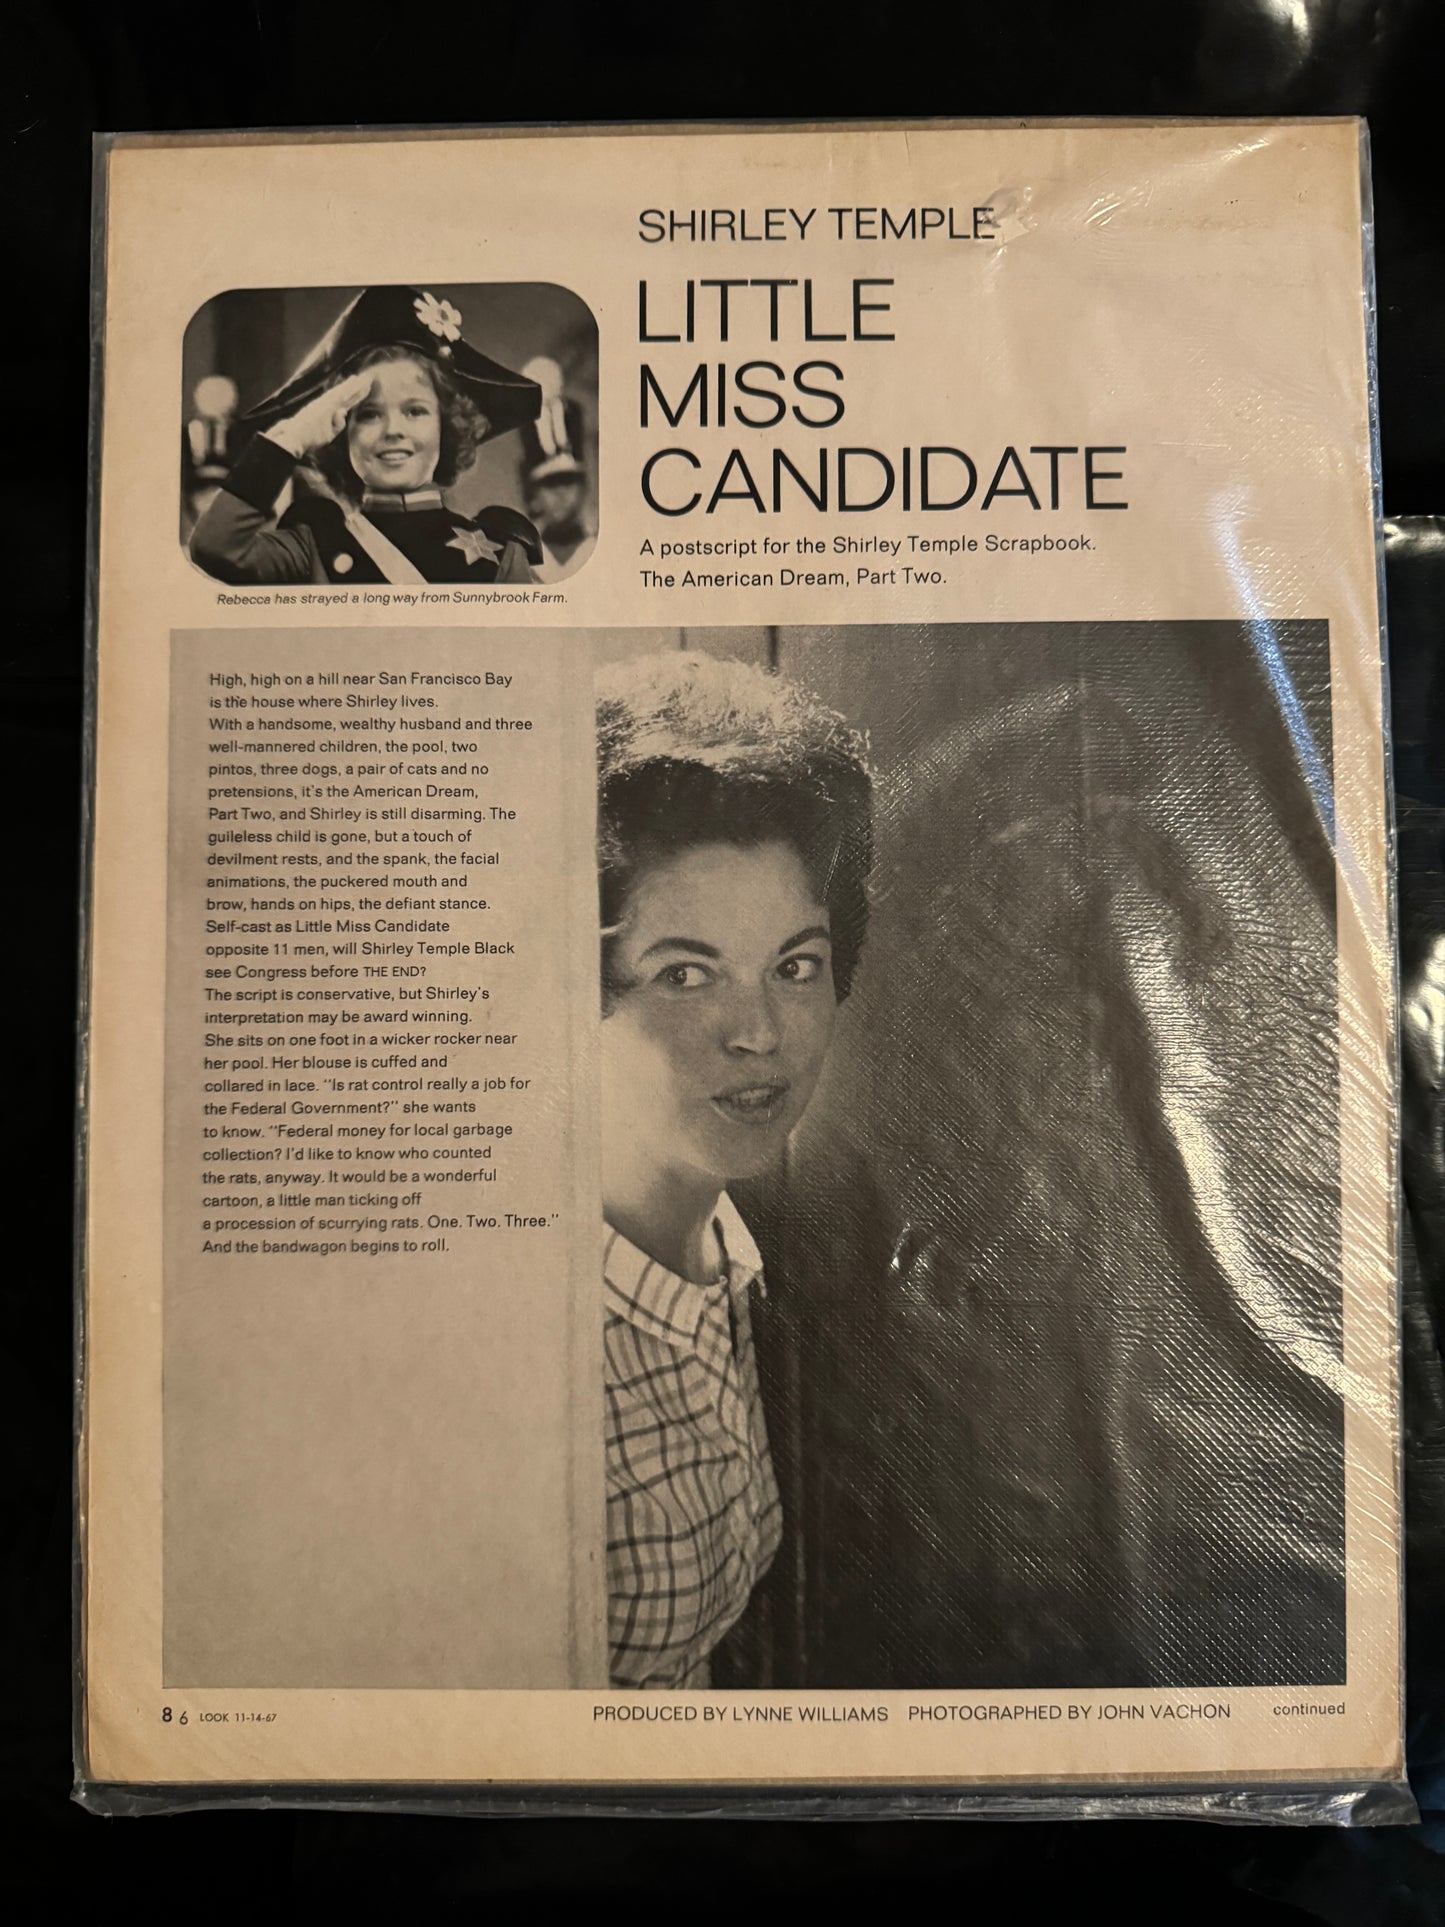 SHIRLEY TEMPLE
LITTLE
MISS
CANDIDATE
A postscript for the Shirley Temple Scrapbook.
The American Dream, Part Two.
Rebecca has strayed a long way from Sunnybrook Farm.
High, high on a hill near San Francisco Bay
is the house where Shirley lives.
With a handsome, wealthy husband and three
well-mannered children, the pool, two
pintos, three dogs, a pair of cats and no
pretensions, it's the American Dream,
Part Two, and Shirley is still disarming. The
guileless child is gone, but a touch of
devilment rests, and the spank, the facial
animations, the puckered mouth and
brow, hands on hips, the defiant stance.
Self-cast as Little Miss Candidate
opposite 11 men, will Shirley Temple Black
see Congress before THE END?
The script is conservative, but Shirley's
interpretation may be award winning.
She sits on one foot in a wicker rocker near
her pool. Her blouse is cuffed and
collared in lace. "Is rat control really a job for
the Federal Government?" she wants
to know. "Federal money for local garbage
collection? I'd like to know who counted
the rats, anyway. It would be a wonderful
cartoon, a little man ticking off
a procession of scurrying rats. One. Two. Three."
And the bandwagon begins to roll.
86 LOOK 11-14-67
PRODUCED BY LYNNE WILLIAMS PHOTOGRAPHED BY JOHN VACHON
continued